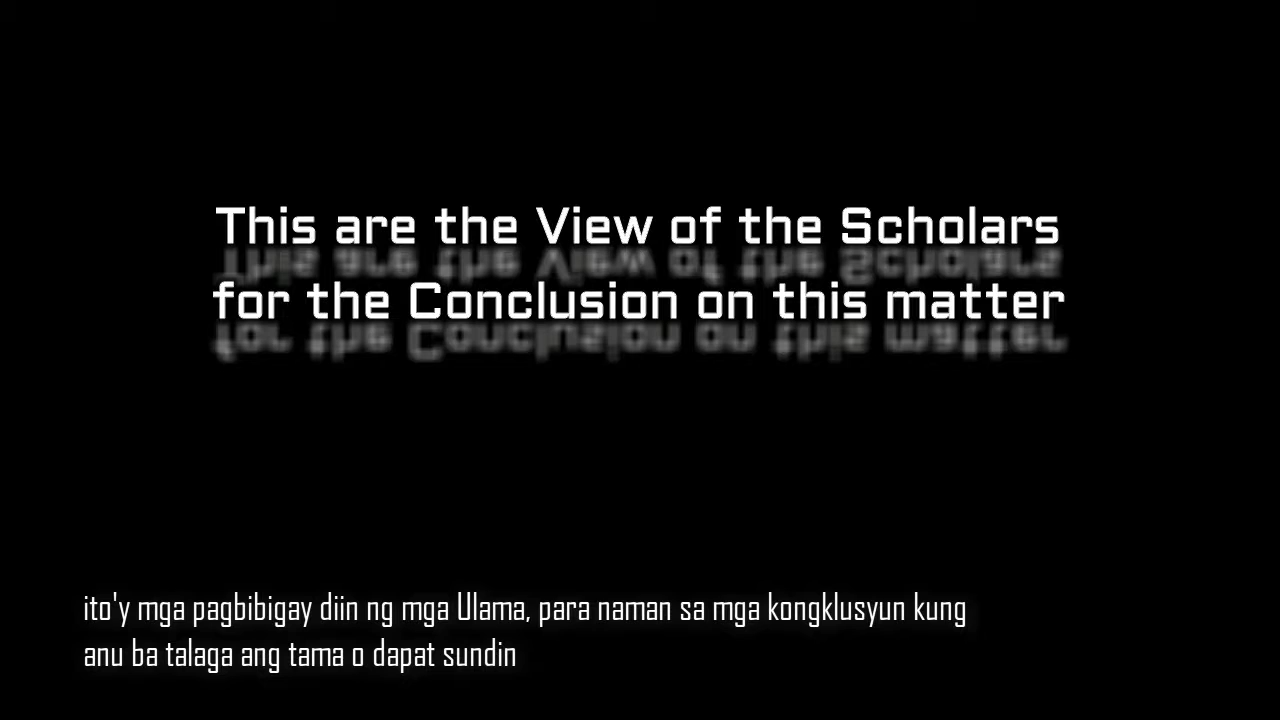 This are the View of the Scholars
for the Conclusion on this matter
ito'y mga pagbibigay diin ng mga Ulama, para naman sa mga kongklusyun kung
anu ba talaga ang tama o dapat sundin